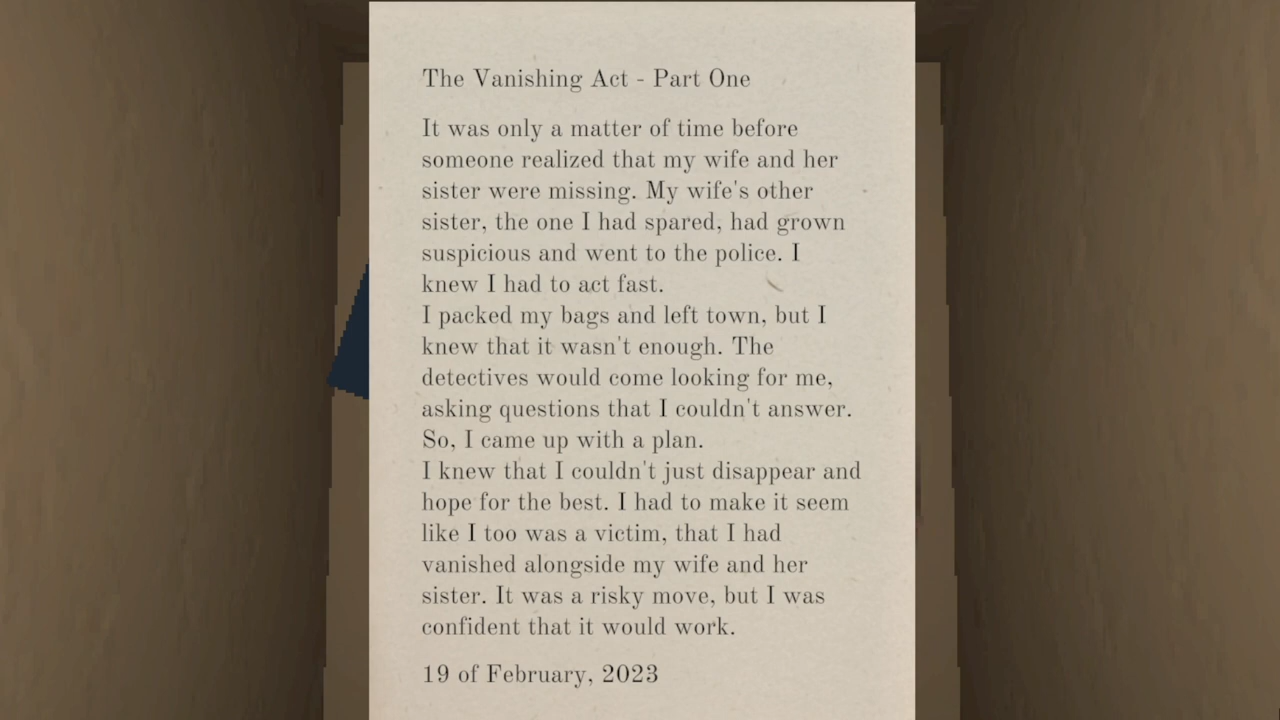 The Vanishing Act - Part One
It was only a matter of time before
someone realized that my wife and her
sister were missing. My wife's other
sister, the one I had spared, had grown
suspicious and went to the police. I
knew I had to act fast.
I packed my bags and left town, but I
knew that it wasn't enough. The
detectives would come looking for me,
asking questions that I couldn't answer.
So, I came up with a plan.
I knew that I couldn't just disappear and
hope for the best. I had to make it seem
like I too was a victim, that I had
vanished alongside my wife and her
sister. It was a risky move, but I was
confident that it would work.
19 of February, 2023